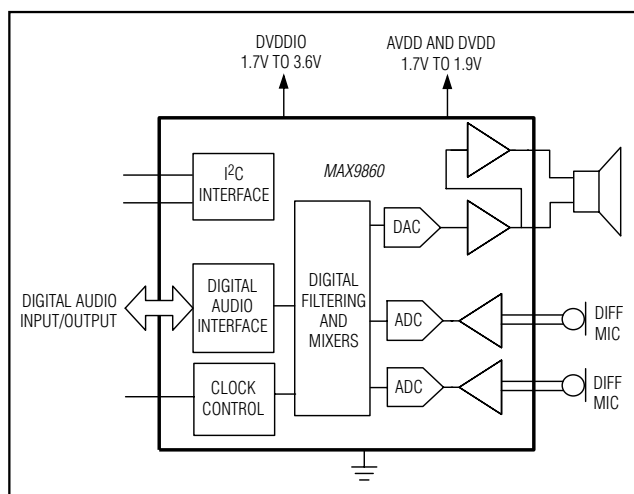 DVDDIO
1.7V TO 3.6V
AVDD AND DVDD
1.7V TO 1.9V
MAX9860
I²C
INTERFACE
DAC
DIGITAL AUDIO
INPUT/OUTPUT
DIGITAL
AUDIO
INTERFACE
DIGITAL
FILTERING
AND
MIXERS
ADC
DIFF
MIC
CLOCK
CONTROL
ADC
DIFF
MIC